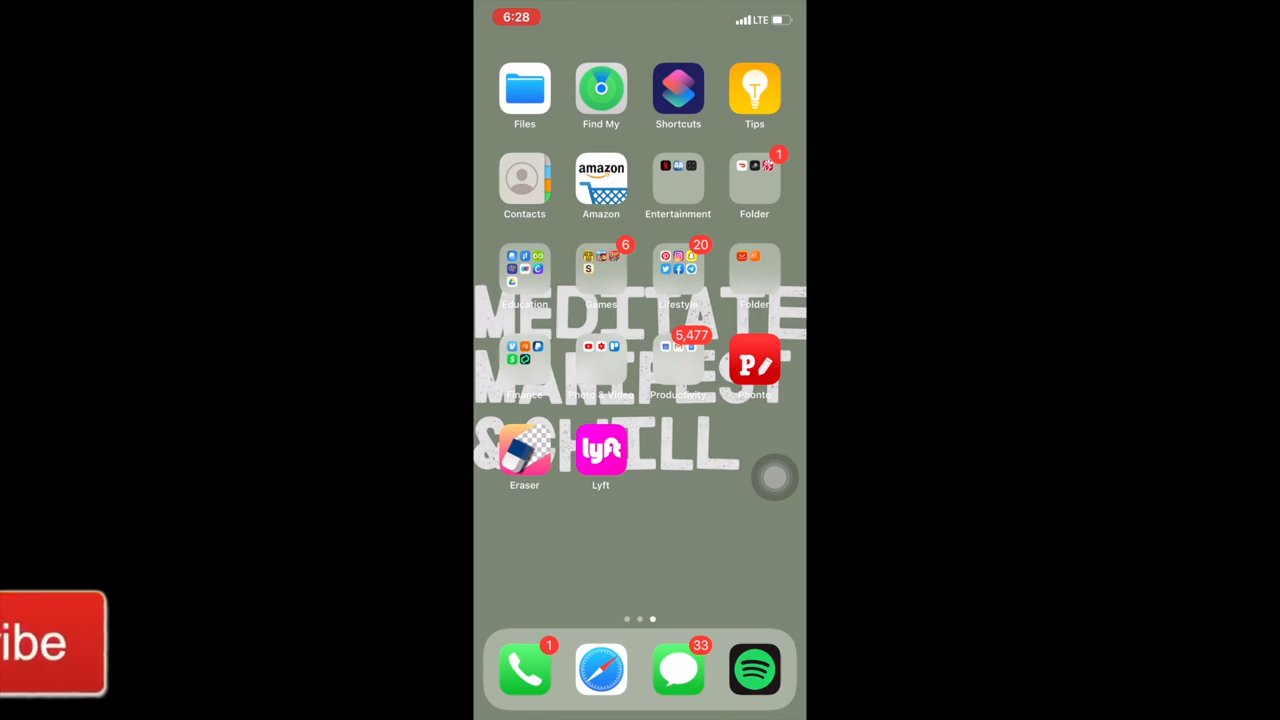 6:28
LTE
Files
Find My
Shortcuts
Tips
amazon
1
Contacts
Amazon
Entertainment
Folder
6
20
S
Education
Games
Lifestyle
Folder
MEDITATE
5,477
P
Finance
Photo & Video
Productivity
Phonto
MANIFEST
lyft
& CHILL
Eraser
Lyft
ibe
1
33